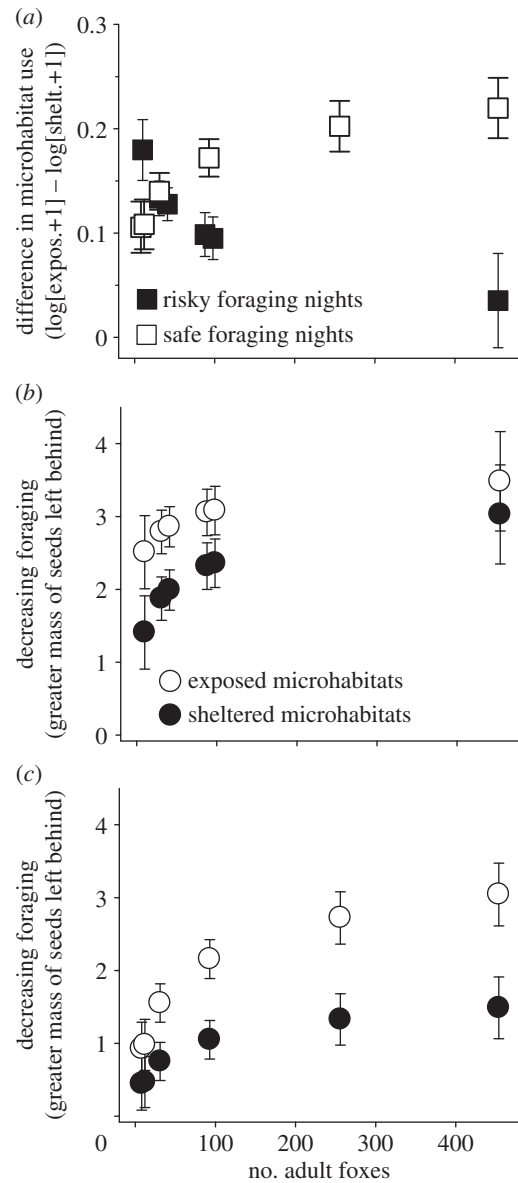 (a)
0.3
0.2
0.1
0
difference in microhabitat use
(log[expos.+1] – log[shelt.+1])
risky foraging nights
safe foraging nights
(b)
4
3
2
1
0
decreasing foraging
(greater mass of seeds left behind)
exposed microhabitats
sheltered microhabitats
(c)
4
3
2
1
decreasing foraging
(greater mass of seeds left behind)
0 100 200 300 400
no. adult foxes